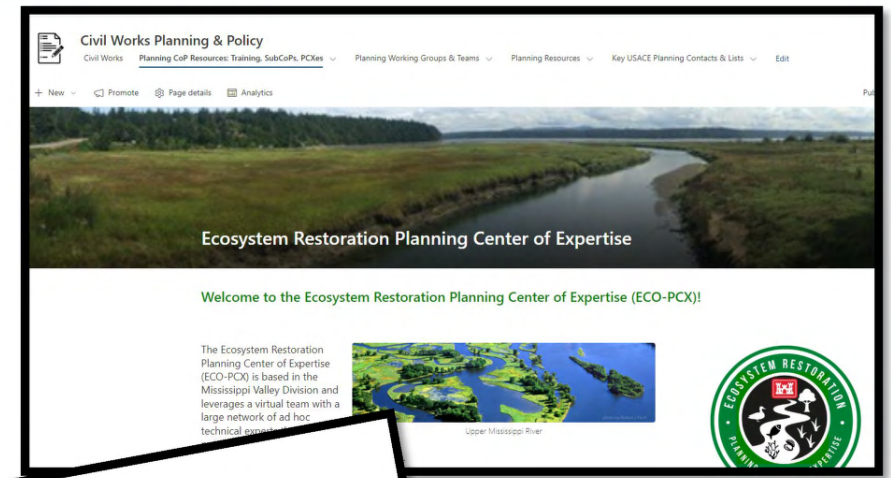 Civil Works Planning & Policy
Civil Works Planning CoP Resources: Training, SubCoPs, PCXes Planning Working Groups & Teams Planning Resources Key USACE Planning Contacts & Lists Edit
+ New Promote Page details Analytics
Ecosystem Restoration Planning Center of Expertise
Welcome to the Ecosystem Restoration Planning Center of Expertise (ECO-PCX)!
The Ecosystem Restoration
Planning Center of Expertise
(ECO-PCX) is based in the
Mississippi Valley Division and
leverages a virtual team with a
large network of ad hoc
technical
Upper Mississippi River
ECOSYSTEM RESTORATION